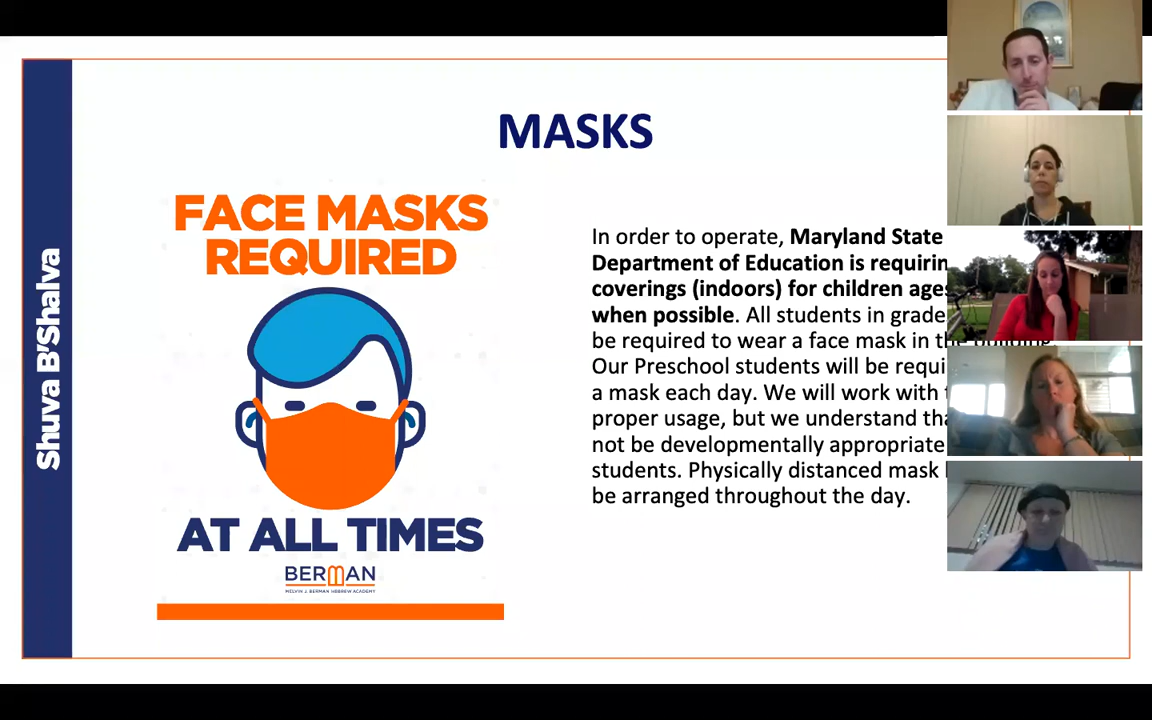 MASKS
Shuva B'Shalva
FACE MASKS
REQUIRED
AT ALL TIMES
BERMAN
MELVIN J. BERMAN HEBREW ACADEMY
In order to operate, Maryland State
Department of Education is requirin
coverings (indoors) for children ages
when possible. All students in grade
be required to wear a face mask in the building.
Our Preschool students will be requi
a mask each day. We will work with
proper usage, but we understand tha
not be developmentally appropriate
students. Physically distanced mask
be arranged throughout the day.